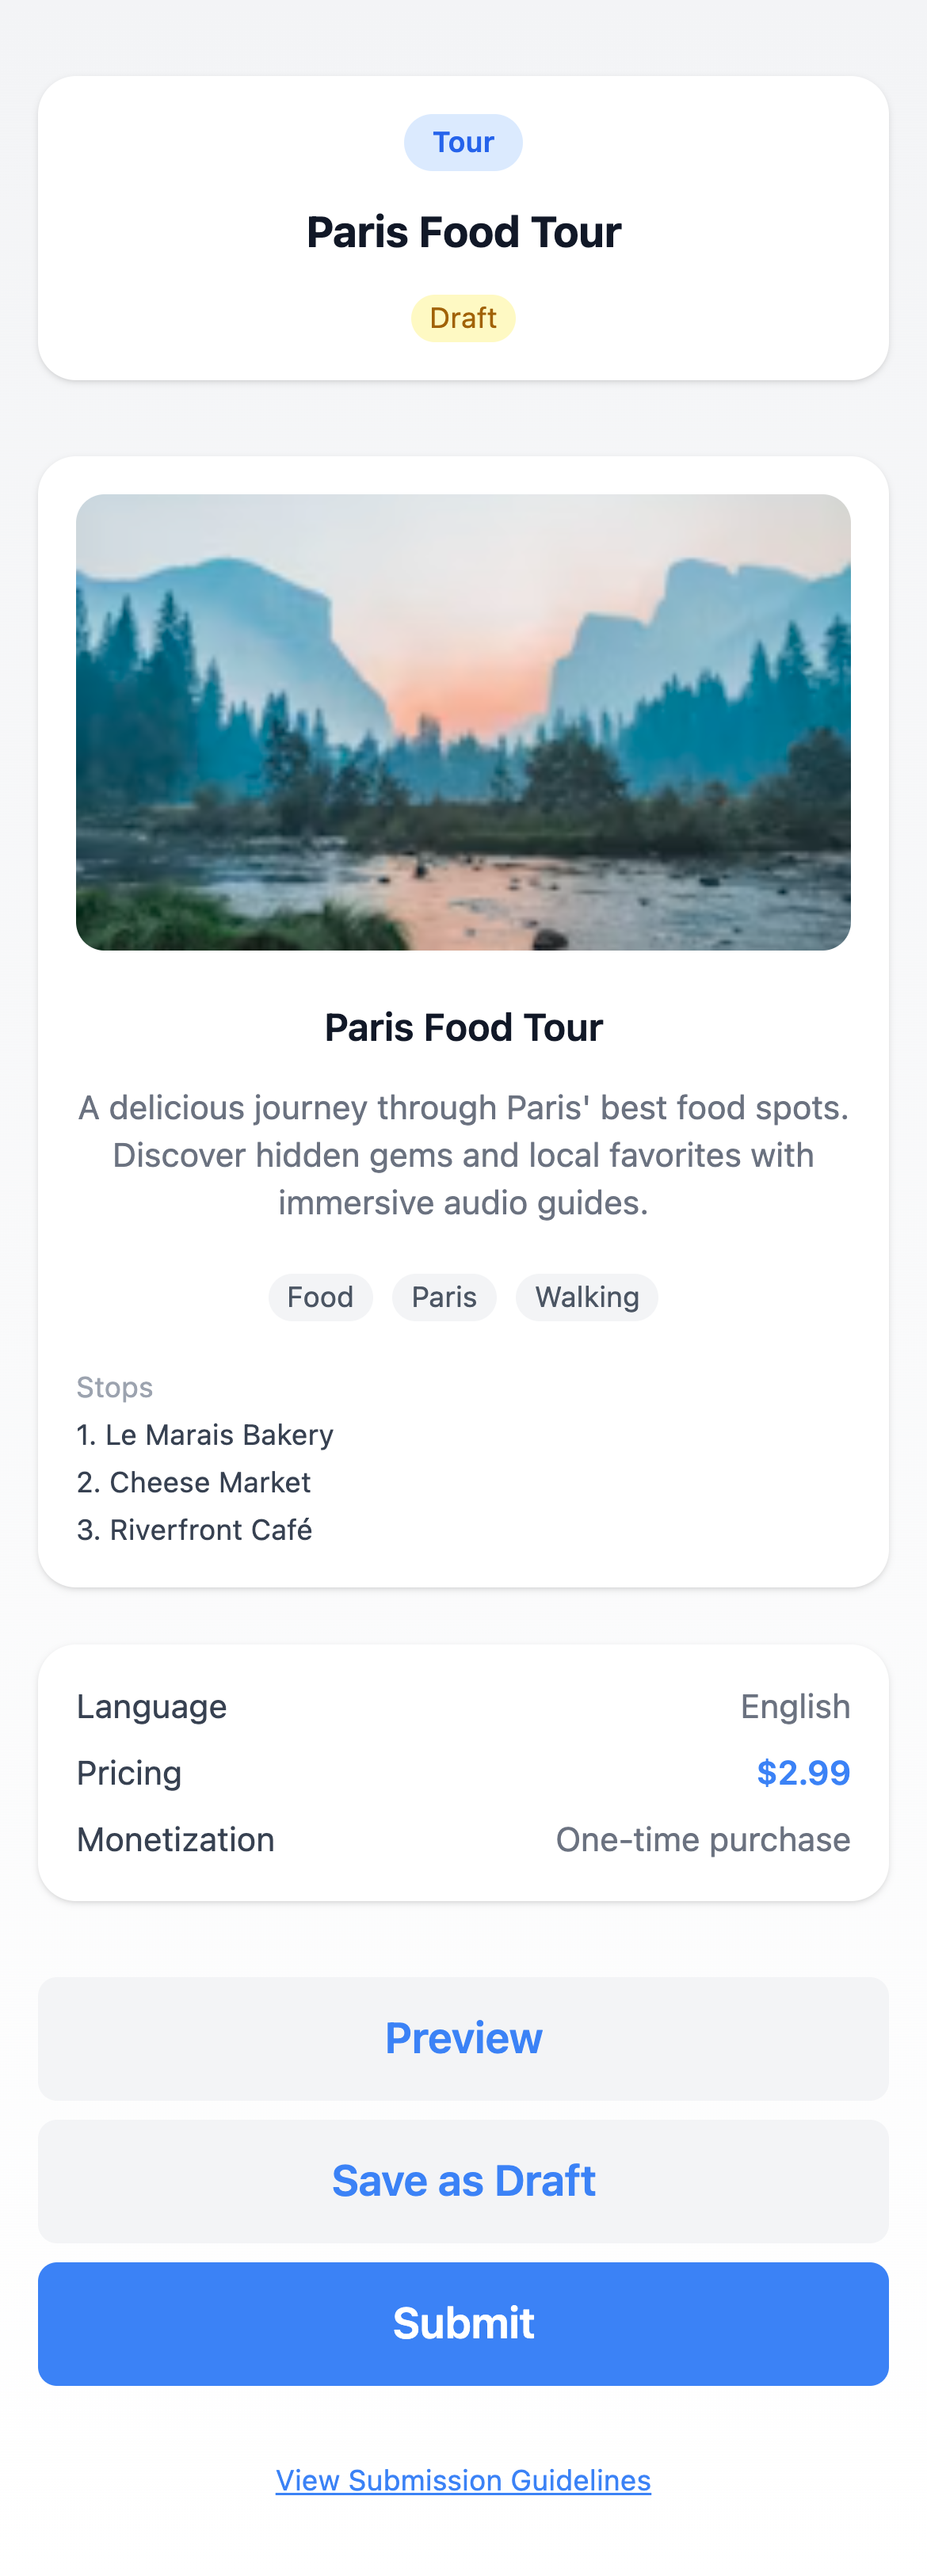 Tour
Paris Food Tour
Draft
Paris Food Tour
A delicious journey through Paris' best food spots.
Discover hidden gems and local favorites with
immersive audio guides.
Food Paris Walking
Stops
1. Le Marais Bakery
2. Cheese Market
3. Riverfront Café
Language English
Pricing $2.99
Monetization One-time purchase
Preview
Save as Draft
Submit
View Submission Guidelines